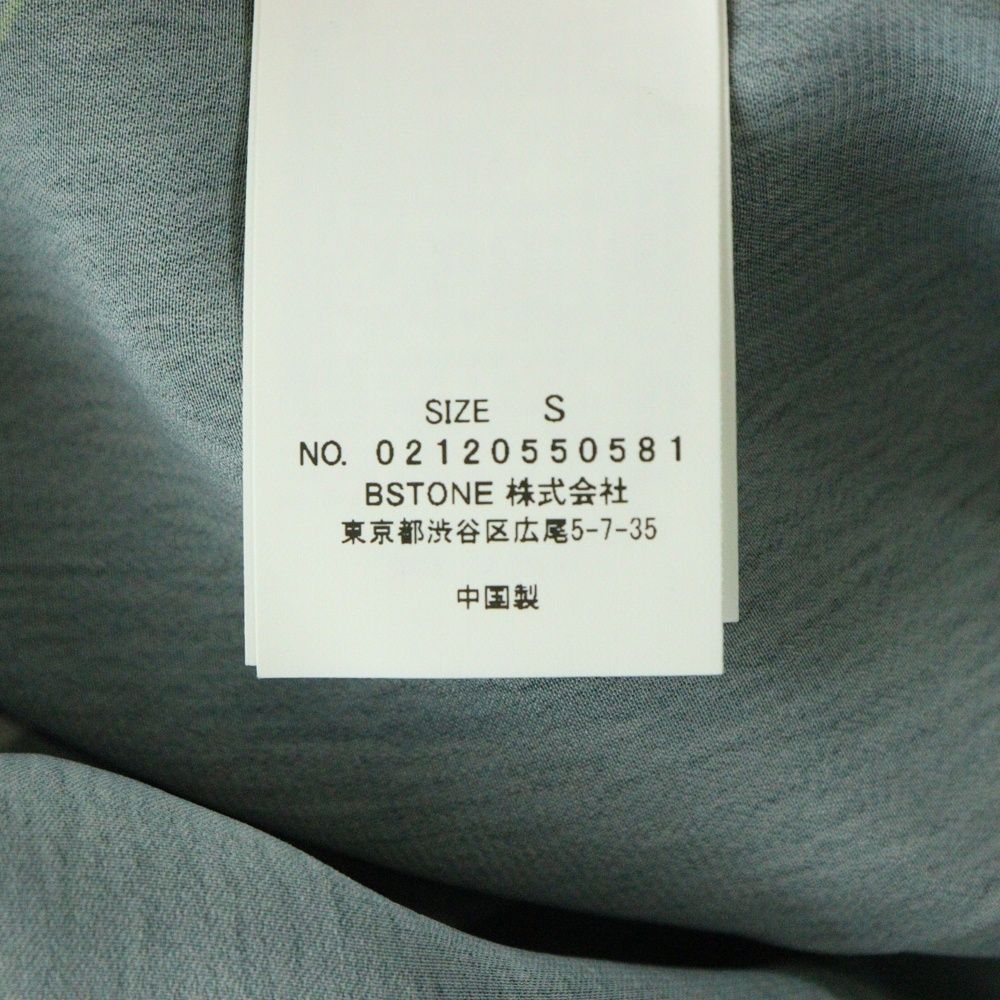 SIZE S
NO. 02120550581
BSTONE 株式会社
東京都渋谷区広尾5-7-35
中国製